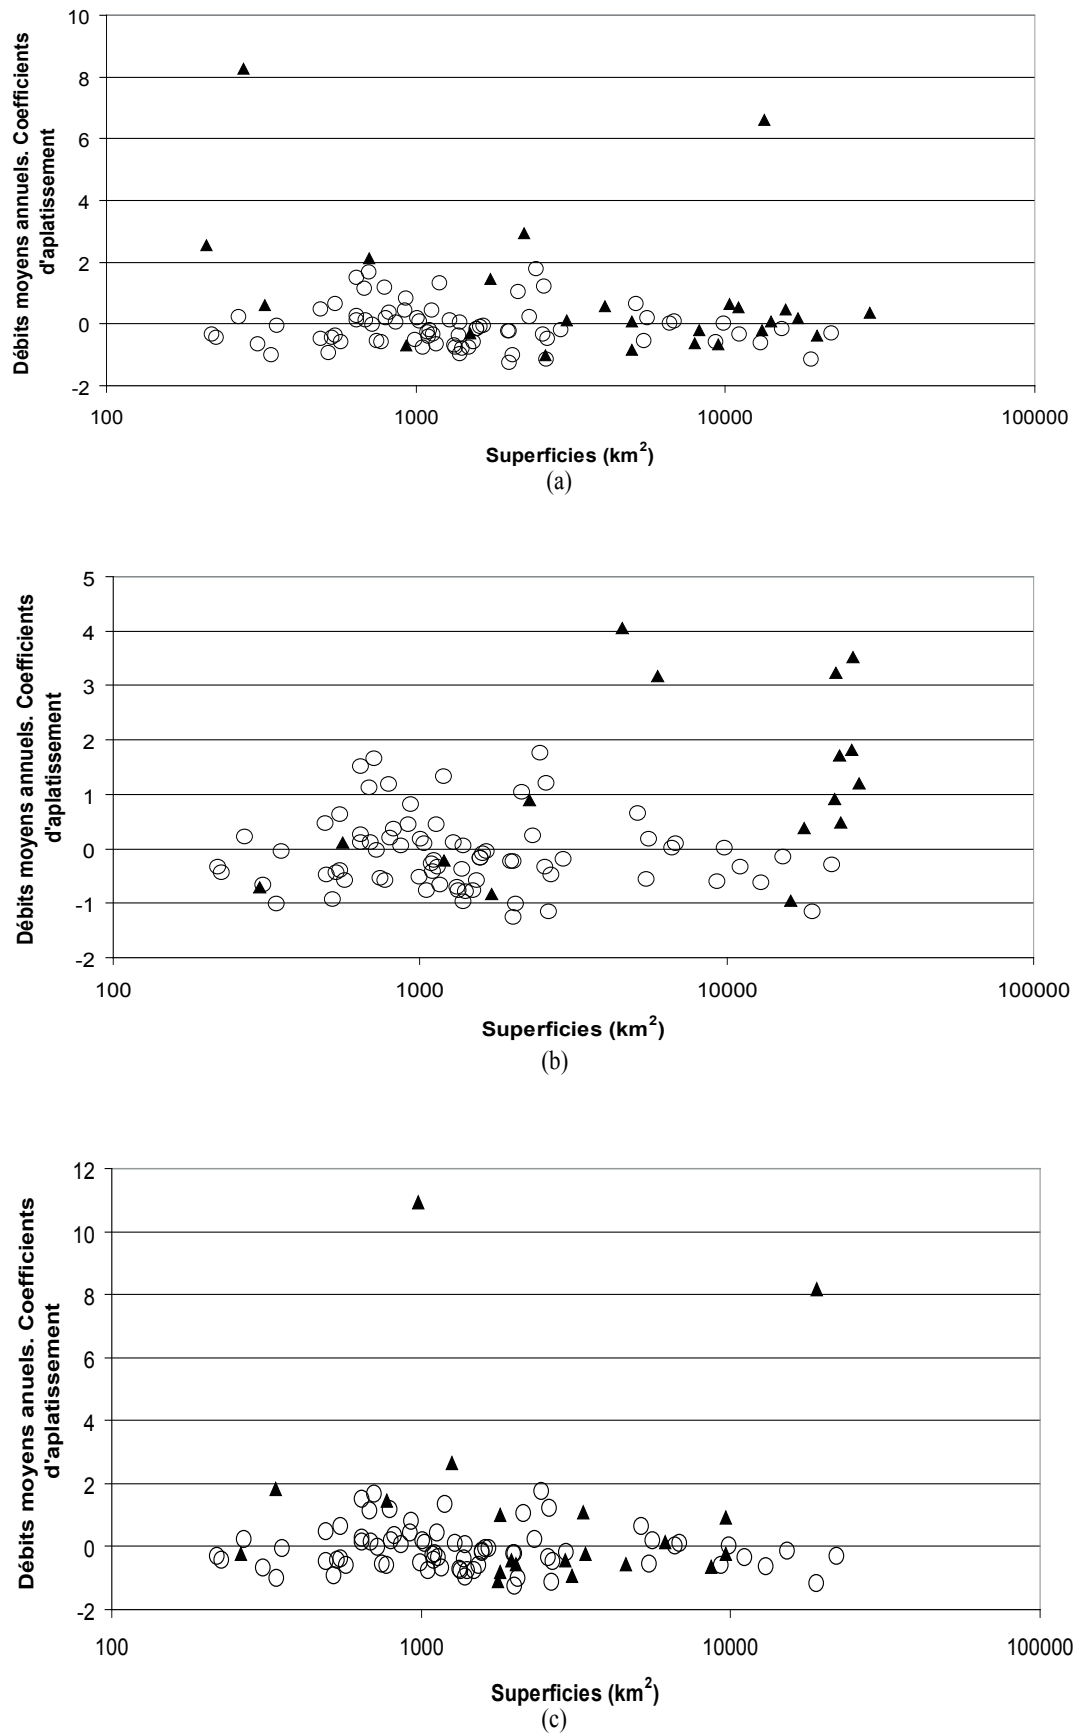 Débits moyens annuels. Coefficients
d'aplatissement
10
8
6
4
2
0
-2
100 1000 10000 100000
Superficies (km²)
(a)
Débits moyens annuels. Coefficients
d'aplatissement
5
4
3
2
1
0
-1
-2
100 1000 10000 100000
Superficies (km²)
(b)
Débits moyens anuels. Coefficients
d'aplatissement
12
10
8
6
4
2
0
-2
100 1000 10000 100000
Superficies (km²)
(c)